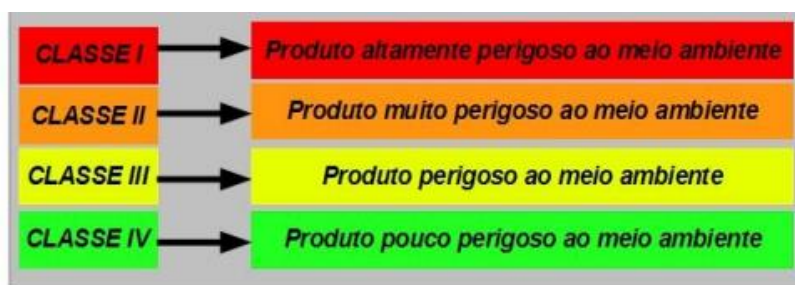 CLASSE I
Produto altamente perigoso ao meio ambiente
CLASSE II
Produto muito perigoso ao meio ambiente
CLASSE III
Produto perigoso ao meio ambiente
CLASSE IV
Produto pouco perigoso ao meio ambiente